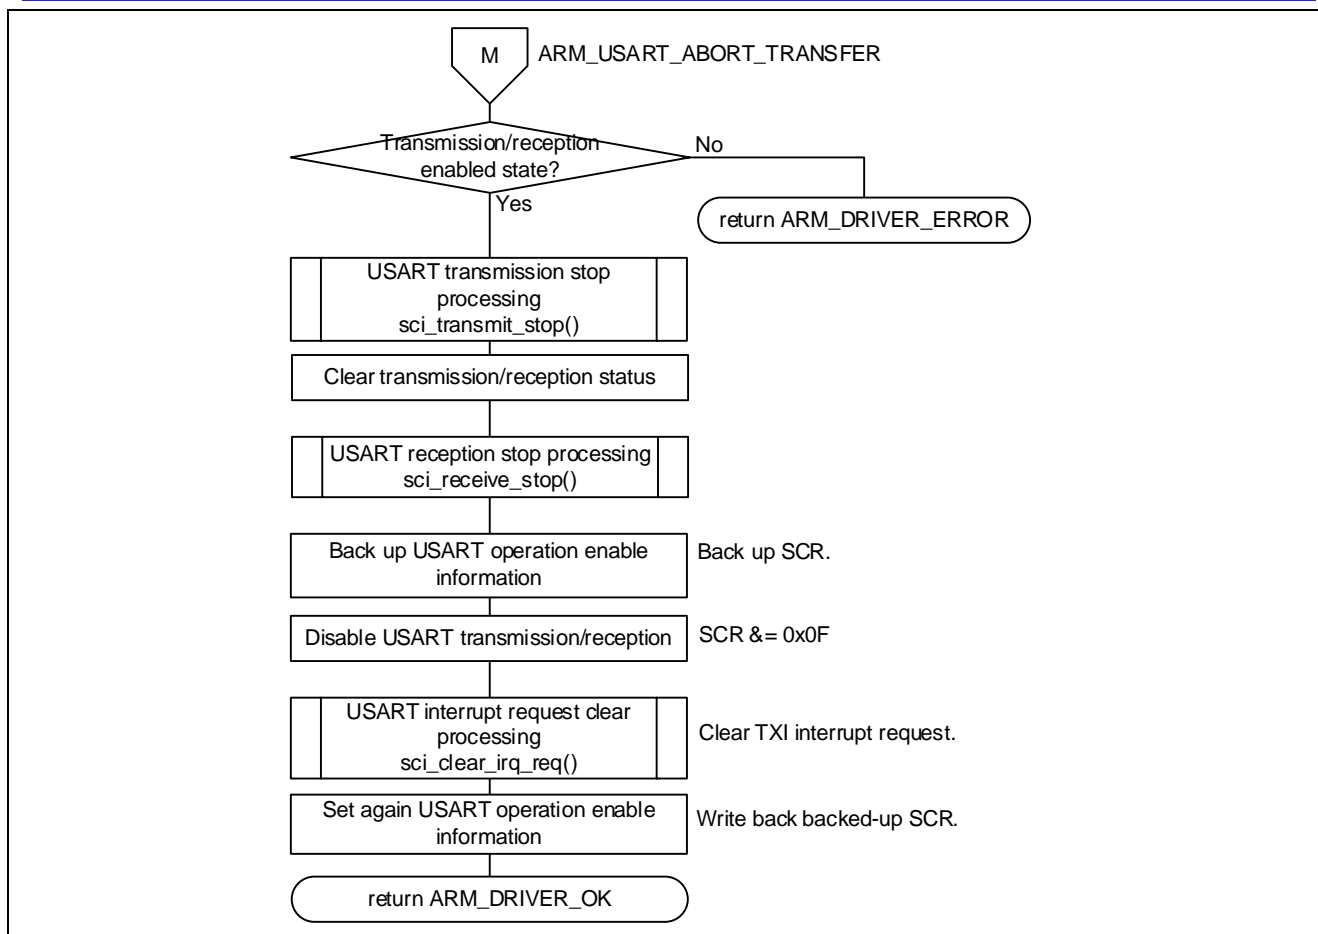 M
ARM_USART_ABORT_TRANSFER
Transmission/reception
enabled state?
No
Yes
return ARM_DRIVER_ERROR
USART transmission stop
processing
sci_transmit_stop()
Clear transmission/reception status
USART reception stop processing
sci_receive_stop()
Back up USART operation enable
information
Back up SCR.
Disable USART transmission/reception
SCR &= 0x0F
USART interrupt request clear
processing
sci_clear_irq_req()
Clear TXI interrupt request.
Set again USART operation enable
information
Write back backed-up SCR.
return ARM_DRIVER_OK